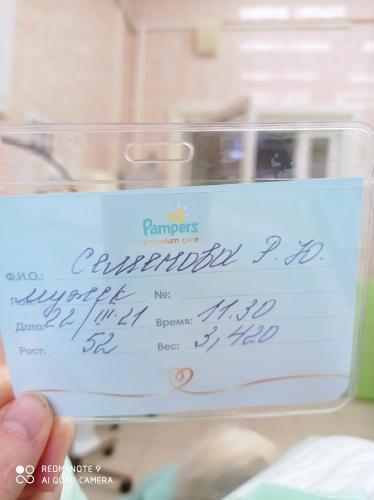 Pampers
premium care
Ф.И.О.: Семенова Р. Ю.
Пол: мужск №:
Дата: 22/III-21 Время: 11.30
Рост: 52 Вес: 3,420
REDMI NOTE 9
AI QUAD CAMERA